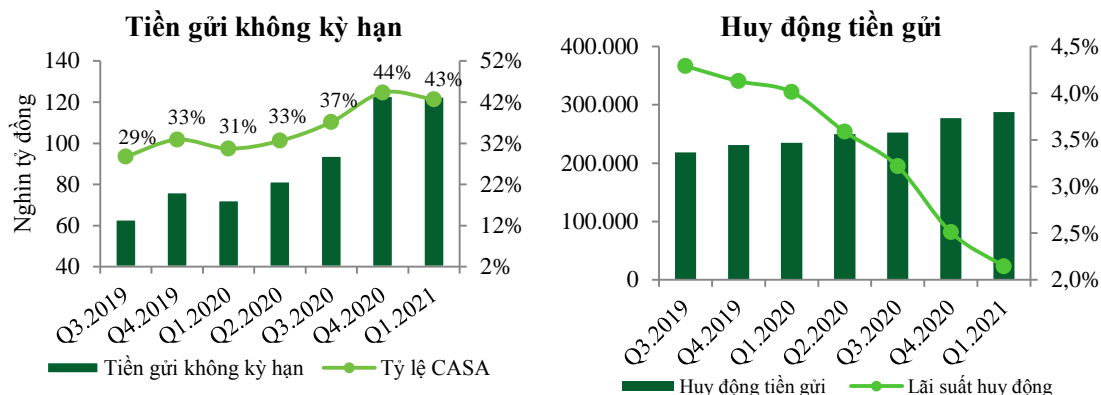 Tiền gửi không kỳ hạn
Nghìn tỷ đồng
140
120
100
80
60
40
52%
42%
32%
22%
12%
2%
29%
33%
31%
33%
37%
44%
43%
Q3.2019
Q4.2019
Q1.2020
Q2.2020
Q3.2020
Q4.2020
Q1.2021
Tiền gửi không kỳ hạn
Tỷ lệ CASA
Huy động tiền gửi
400.000
300.000
200.000
100.000
0
4,5%
4,0%
3,5%
3,0%
2,5%
2,0%
Q3.2019
Q4.2019
Q1.2020
Q2.2020
Q3.2020
Q4.2020
Q1.2021
Huy động tiền gửi
Lãi suất huy động